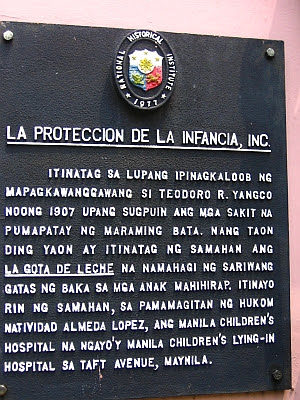 NATIONAL HISTORICAL INSTITUTE
1977
LA PROTECCION DE LA INFANCIA, INC.
ITINATAG SA LUPANG IPINAGKALOOB NG
MAPAGKAWANGGAWANG SI TEODORO R. YANGCO
NOONG 1907 UPANG SUGPUIN ANG MGA SAKIT NA
PUMAPATAY NG MARAMING BATA. NANG TAON
DING YAON AY ITINATAG NG SAMAHAN ANG
LA GOTA DE LECHE NA NAMAHAGI NG SARIWANG
GATAS NG BAKA SA MGA ANAK MAHIHIRAP. ITINAYO
RIN NG SAMAHAN, SA PAMAMAGITAN NG HUKOM
NATIVIDAD ALMEDA LOPEZ, ANG MANILA CHILDREN'S
HOSPITAL NA NGAYO'Y MANILA CHILDREN'S LYING-IN
HOSPITAL SA TAFT AVENUE, MAYNILA.